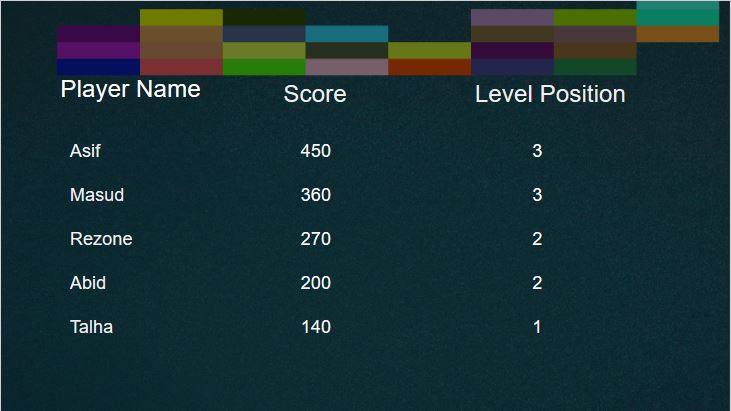 Player Name Score Level Position
Asif 450 3
Masud 360 3
Rezone 270 2
Abid 200 2
Talha 140 1